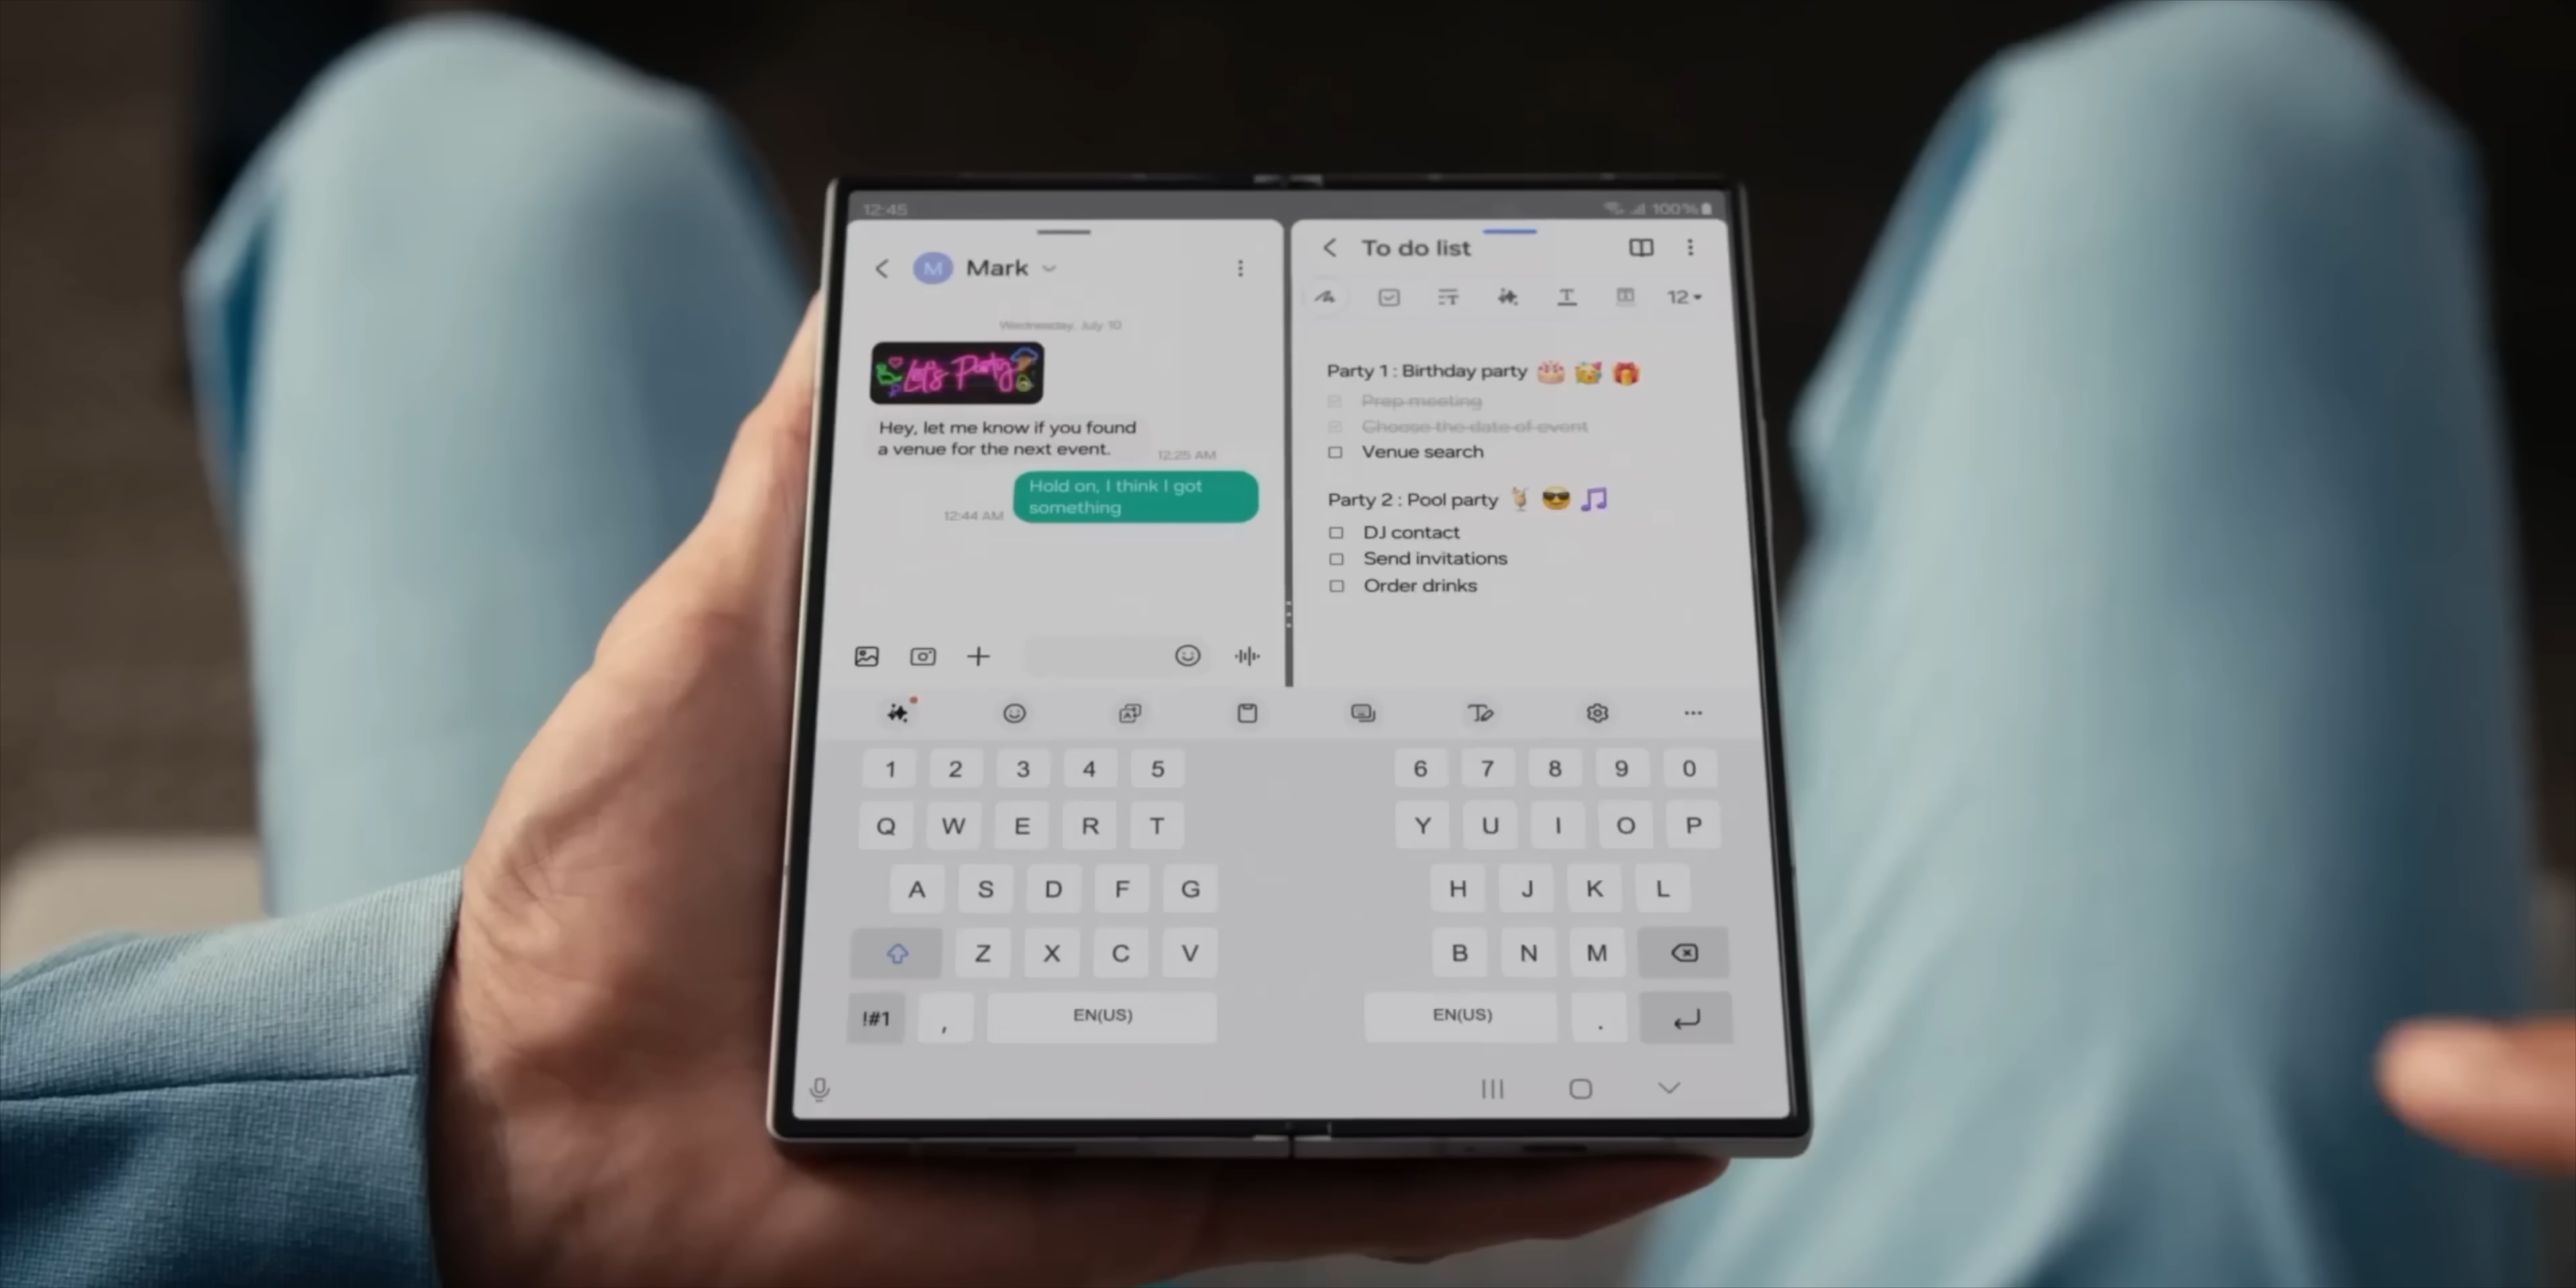 12:45
100%
M Mark
Wednesday, July 10
Let's Party
Hey, let me know if you found
a venue for the next event.
12:25 AM
Hold on, I think I got
something
12:44 AM
To do list
12
Party 1 : Birthday party 🎂 🥳 🎁
Prep meeting
Choose the date of event
Venue search
Party 2 : Pool party 🍹 😎 🎵
DJ contact
Send invitations
Order drinks
1 2 3 4 5 6 7 8 9 0
Q W E R T Y U I O P
A S D F G H J K L
Z X C V B N M
!#1 , EN(US) EN(US) .